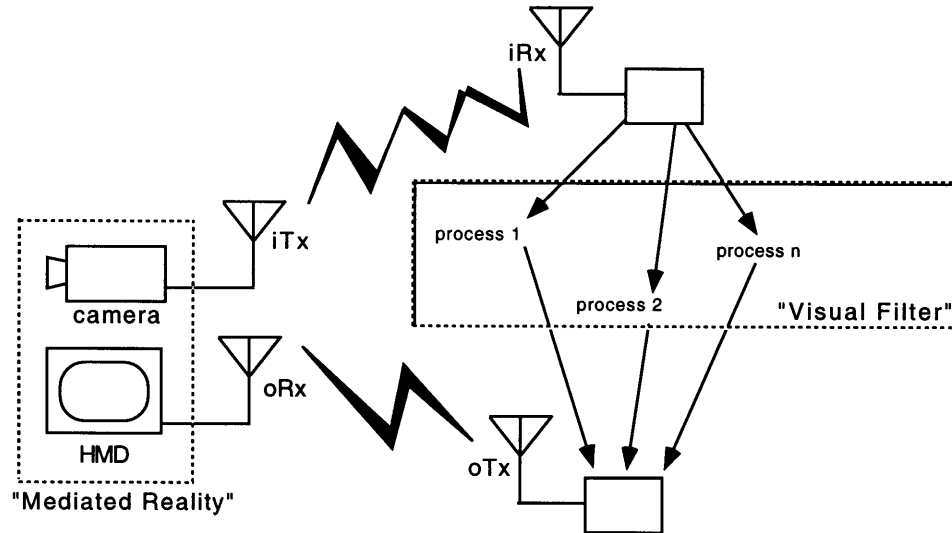 iRx
iTx
process 1
process n
process 2
"Visual Filter"
camera
oRx
HMD
oTx
"Mediated Reality"